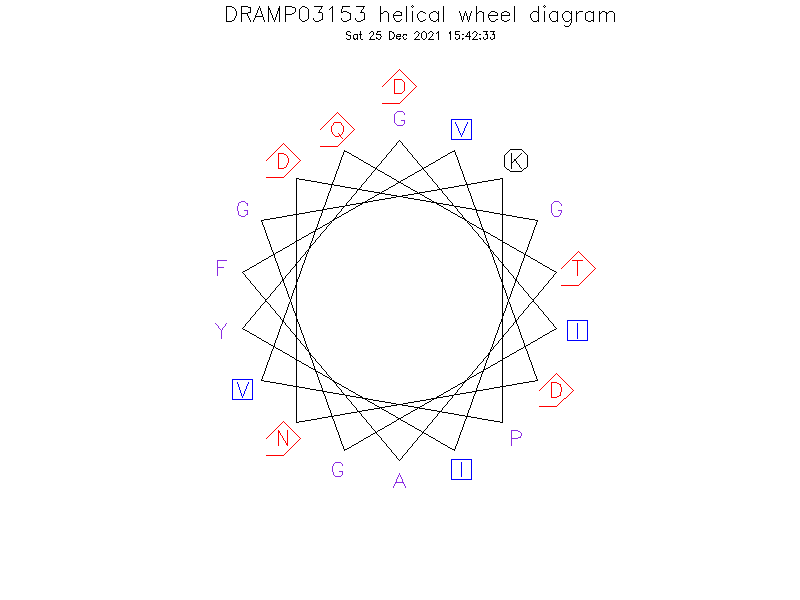 DRAMP03153 helical wheel diagram
Sat 25 Dec 2021 15:42:33
D
G
Q
V
D
K
G
G
F
T
Y
I
V
D
N
P
G
I
A